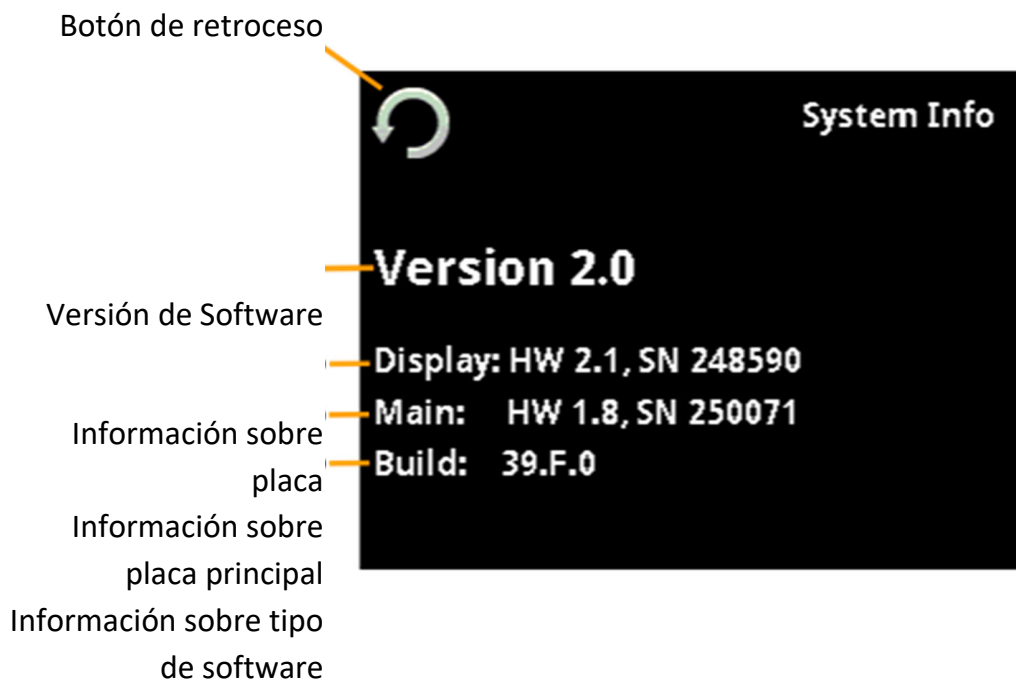 Botón de retroceso
System Info
Version 2.0
Versión de Software
Display: HW 2.1, SN 248590
Main: HW 1.8, SN 250071
Información sobre
placa
Build: 39.F.0
Información sobre
placa principal
Información sobre tipo
de software